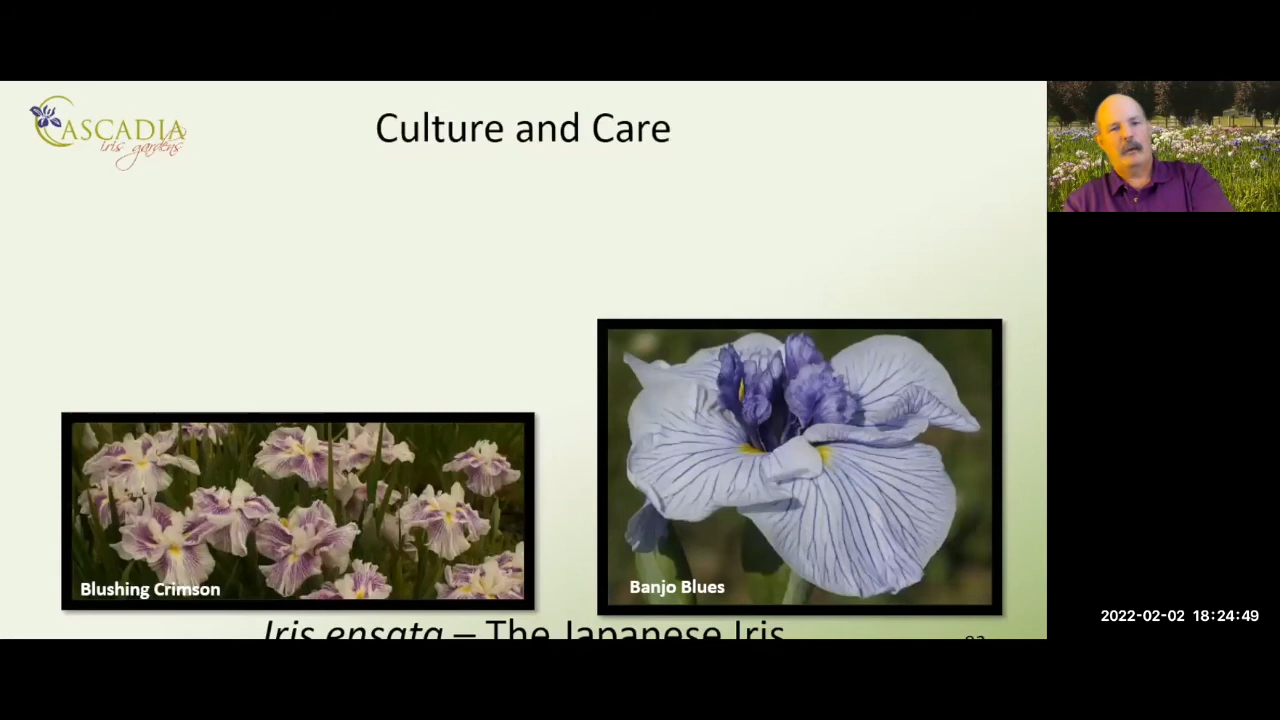 CASCADIA
iris gardens
Culture and Care
Blushing Crimson
Banjo Blues
Iris ensata – The Japanese Iris
2022-02-02 18:24:49